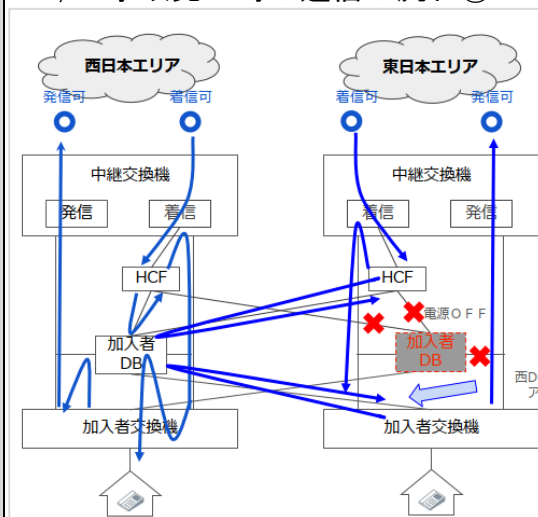 西日本エリア
東日本エリア
発信可
着信可
着信可
発信可
中継交換機
中継交換機
発信
着信
着信
発信
HCF
HCF
電源OFF
加入者
DB
加入者
DB
西D
ア
加入者交換機
加入者交換機